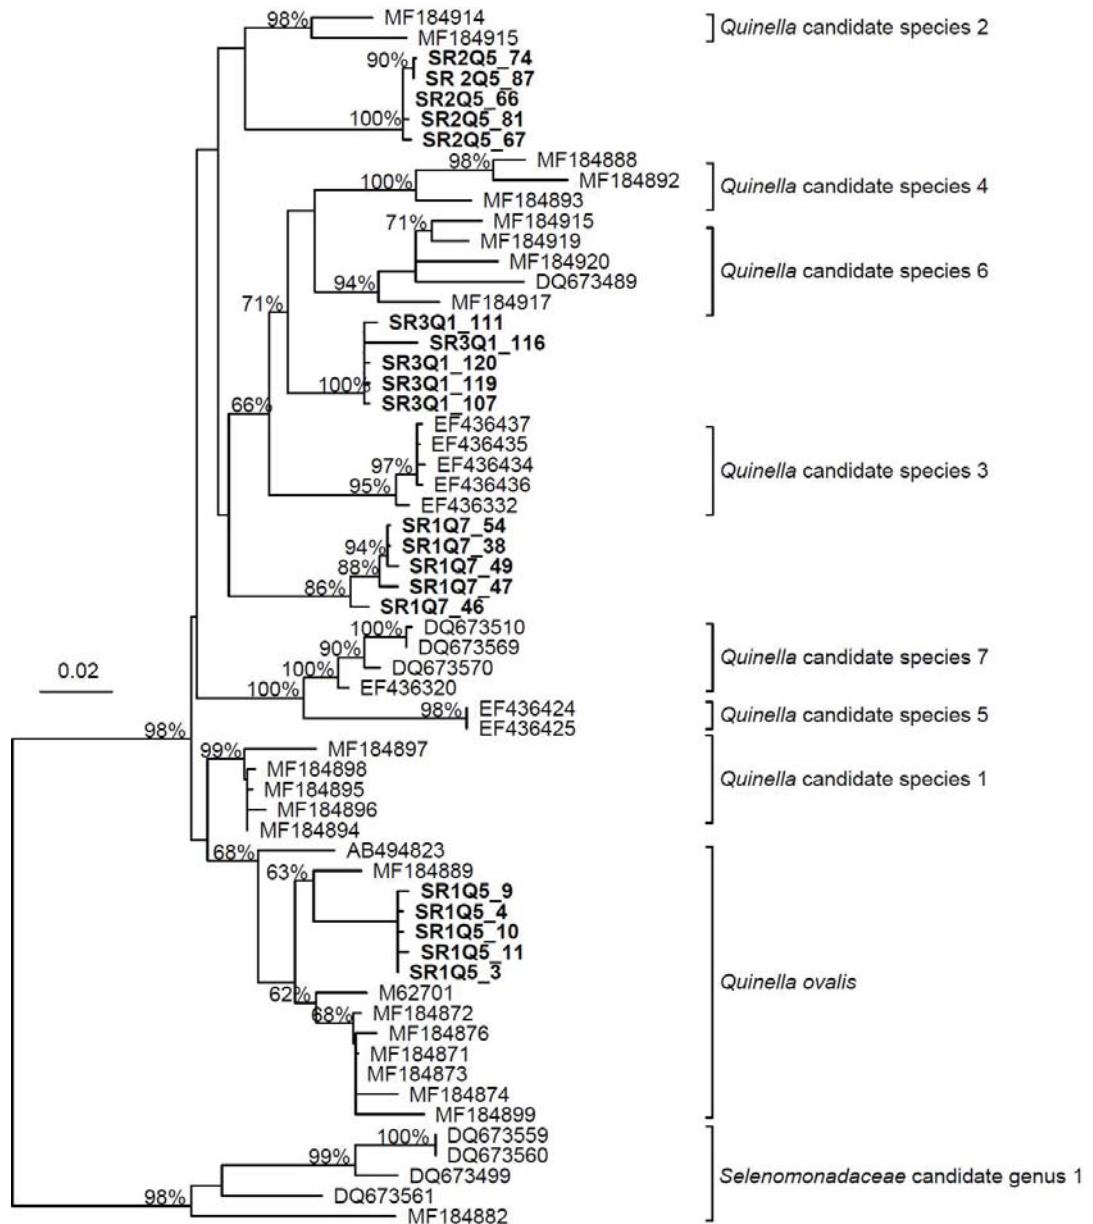 98%
MF184914
MF184915
Quinella candidate species 2
90%
SR2Q5_74
SR 2Q5_87
SR2Q5_66
100%
SR2Q5_81
SR2Q5_67
98%
MF184888
MF184892
100%
MF184893
Quinella candidate species 4
71%
MF184915
MF184919
MF184920
DQ673489
94%
MF184917
Quinella candidate species 6
71%
SR3Q1_111
SR3Q1_116
SR3Q1_120
100%
SR3Q1_119
SR3Q1_107
66%
EF436437
EF436435
97%
EF436434
EF436436
95%
EF436332
Quinella candidate species 3
SR1Q7_54
94%
SR1Q7_38
88%
SR1Q7_49
SR1Q7_47
86%
SR1Q7_46
100%
DQ673510
DQ673569
90%
DQ673570
100%
EF436320
Quinella candidate species 7
0.02
100%
98%
EF436424
EF436425
Quinella candidate species 5
98%
99%
MF184897
MF184898
MF184895
MF184896
MF184894
Quinella candidate species 1
68%
AB494823
63%
MF184889
SR1Q5_9
SR1Q5_4
SR1Q5_10
SR1Q5_11
SR1Q5_3
62%
M62701
68%
MF184872
MF184876
MF184871
MF184873
MF184874
MF184899
Quinella ovalis
100%
DQ673559
DQ673560
99%
DQ673499
DQ673561
98%
MF184882
Selenomonadaceae candidate genus 1